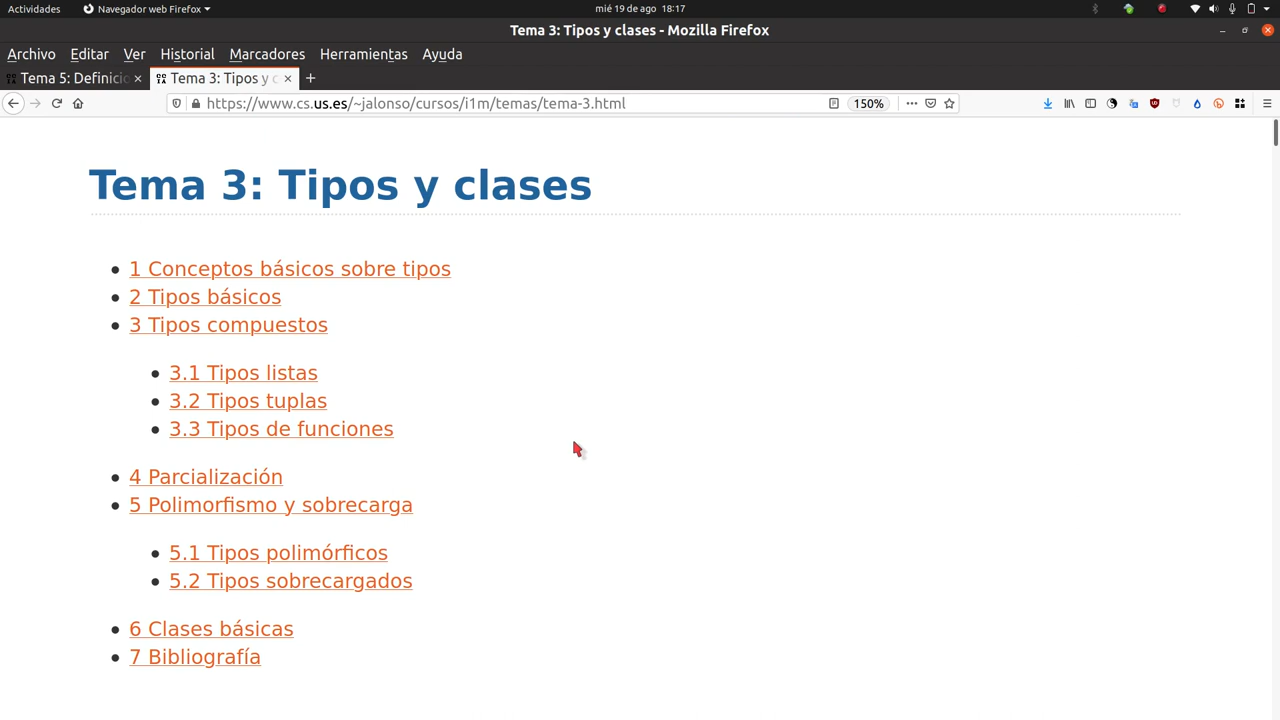 Actividades
Navegador web Firefox
mié 19 de ago 18:17
Tema 3: Tipos y clases - Mozilla Firefox
Archivo Editar Ver Historial Marcadores Herramientas Ayuda
Tema 5: Definicio
Tema 3: Tipos y c
https://www.cs.us.es/~jalonso/cursos/i1m/temas/tema-3.html
150%
Tema 3: Tipos y clases
1 Conceptos básicos sobre tipos
2 Tipos básicos
3 Tipos compuestos
3.1 Tipos listas
3.2 Tipos tuplas
3.3 Tipos de funciones
4 Parcialización
5 Polimorfismo y sobrecarga
5.1 Tipos polimórficos
5.2 Tipos sobrecargados
6 Clases básicas
7 Bibliografía